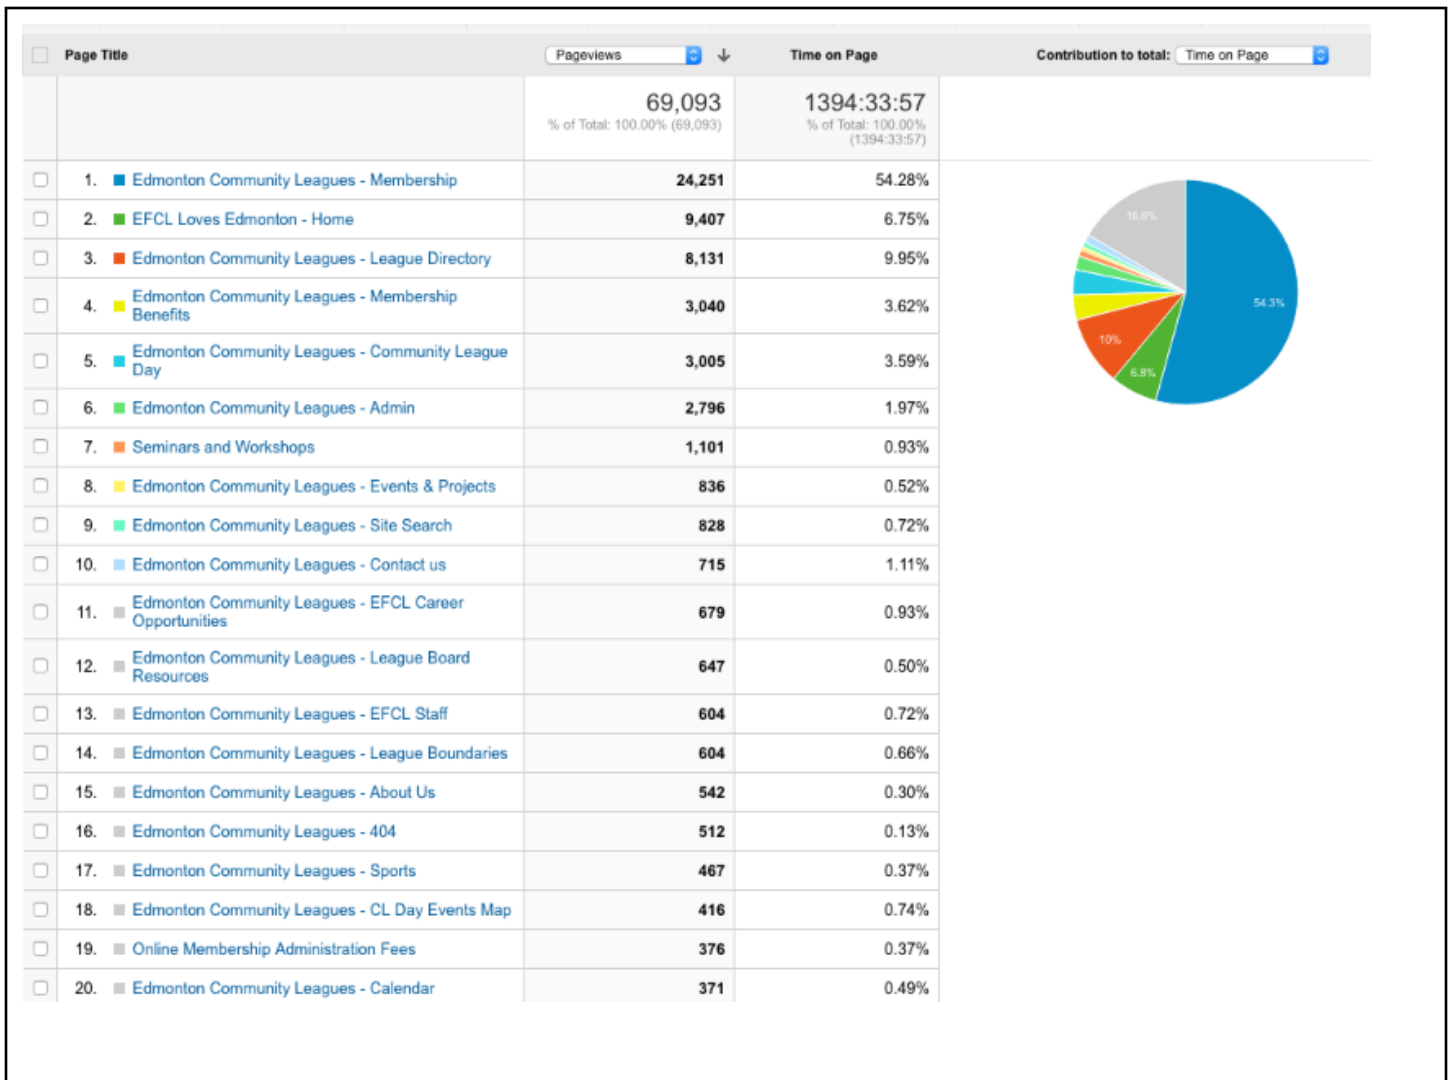 Page Title Pageviews Time on Page Contribution to total: Time on Page
69,093 1394:33:57
% of Total: 100.00% (69,093) % of Total: 100.00%
(1394:33:57)
1. Edmonton Community Leagues - Membership 24,251 54.28%
2. EFCL Loves Edmonton - Home 9,407 6.75%
3. Edmonton Community Leagues - League Directory 8,131 9.95%
4. Edmonton Community Leagues - Membership
Benefits 3,040 3.62%
5. Edmonton Community Leagues - Community League
Day 3,005 3.59%
6. Edmonton Community Leagues - Admin 2,796 1.97%
7. Seminars and Workshops 1,101 0.93%
8. Edmonton Community Leagues - Events & Projects 836 0.52%
9. Edmonton Community Leagues - Site Search 828 0.72%
10. Edmonton Community Leagues - Contact us 715 1.11%
11. Edmonton Community Leagues - EFCL Career
Opportunities 679 0.93%
12. Edmonton Community Leagues - League Board
Resources 647 0.50%
13. Edmonton Community Leagues - EFCL Staff 604 0.72%
14. Edmonton Community Leagues - League Boundaries 604 0.66%
15. Edmonton Community Leagues - About Us 542 0.30%
16. Edmonton Community Leagues - 404 512 0.13%
17. Edmonton Community Leagues - Sports 467 0.37%
18. Edmonton Community Leagues - CL Day Events Map 416 0.74%
19. Online Membership Administration Fees 376 0.37%
20. Edmonton Community Leagues - Calendar 371 0.49%
16.6%
54.3%
10%
6.8%